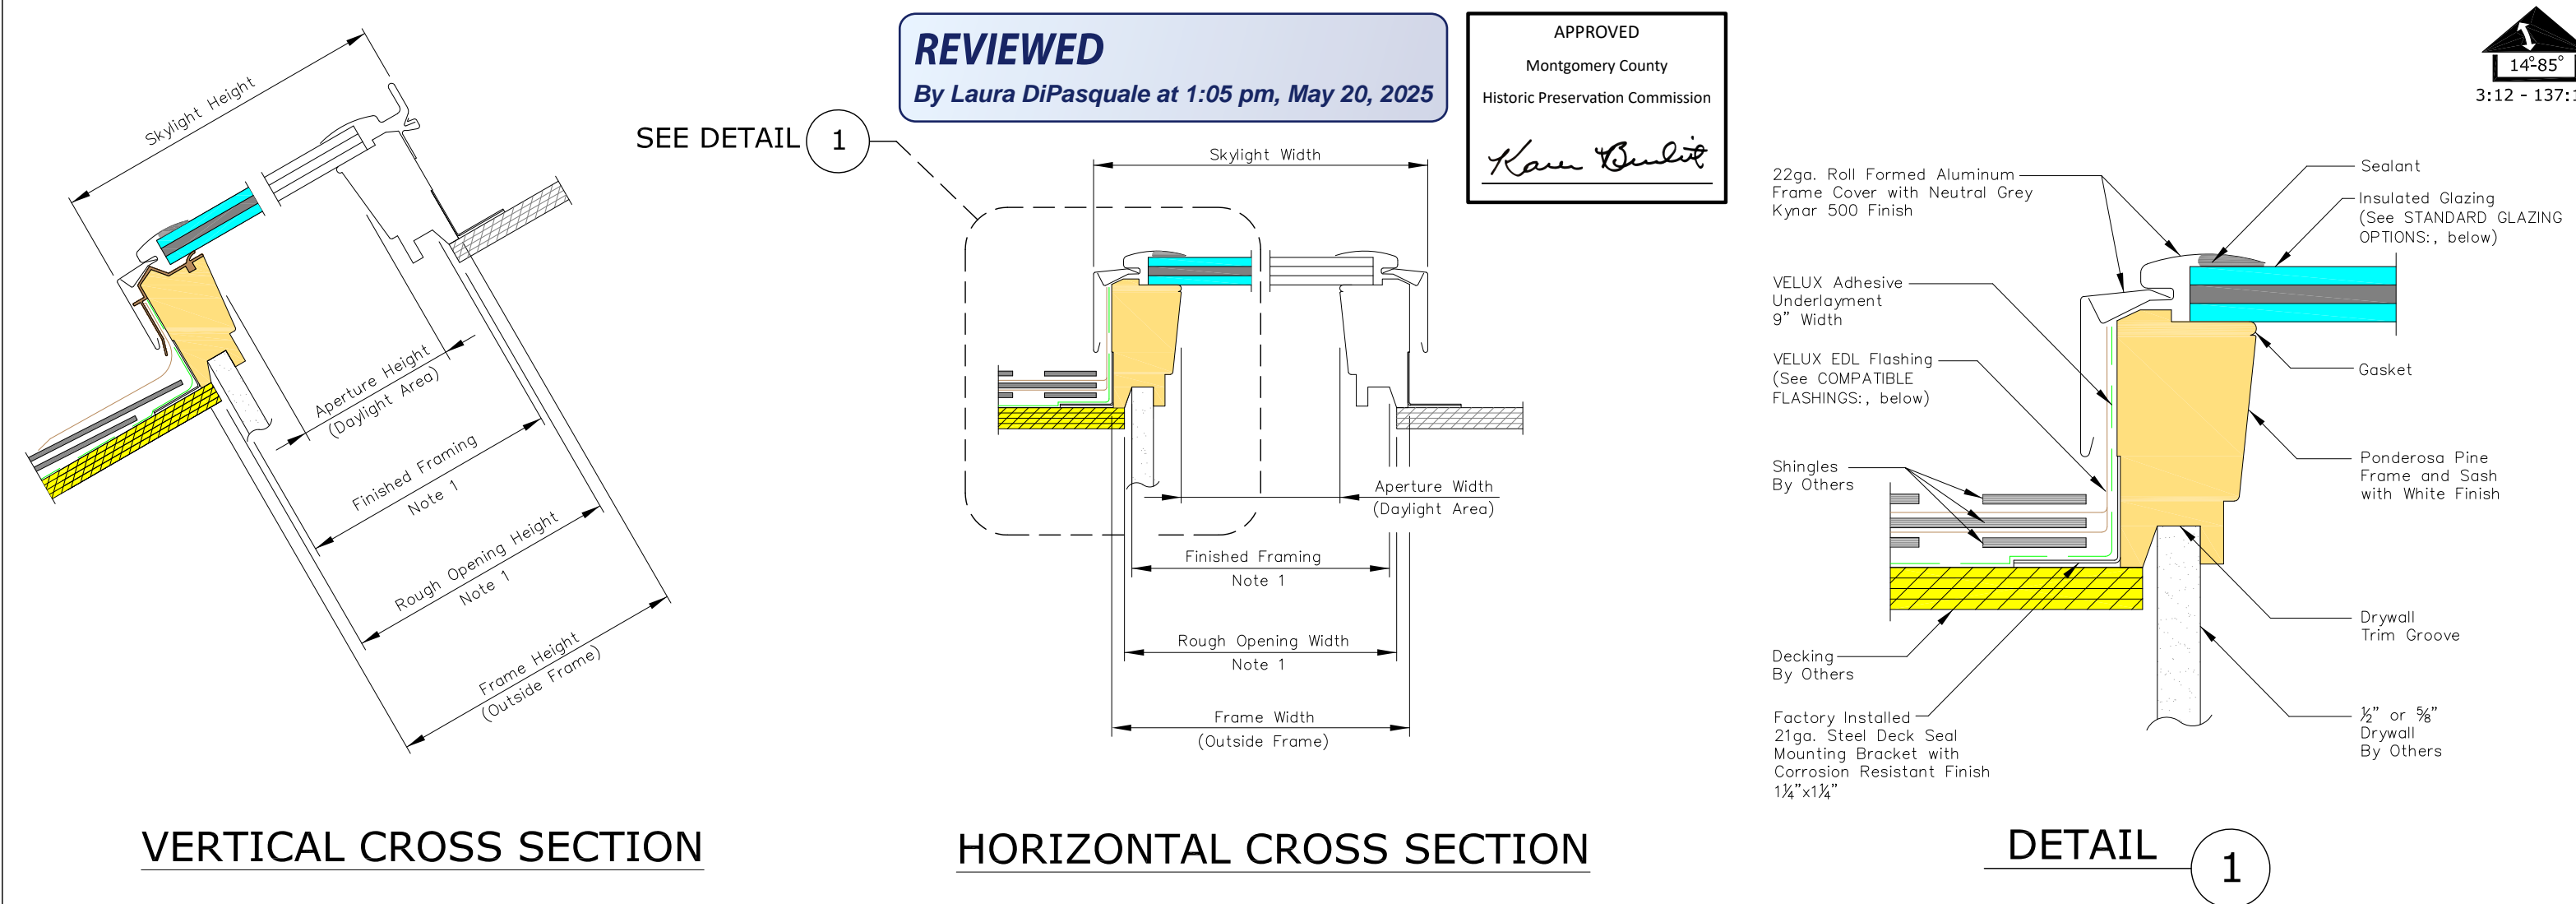 REVIEWED
By Laura DiPasquale at 1:05 pm, May 20, 2025
APPROVED
Montgomery County
Historic Preservation Commission
14°-85°
3:12 - 137:
SEE DETAIL 1
Skylight Height
Aperture Height
(Daylight Area)
Finished Framing
Note 1
Rough Opening Height
Note 1
Frame Height
(Outside Frame)
VERTICAL CROSS SECTION
Skylight Width
Aperture Width
(Daylight Area)
Finished Framing
Note 1
Rough Opening Width
Note 1
Frame Width
(Outside Frame)
HORIZONTAL CROSS SECTION
22ga. Roll Formed Aluminum
Frame Cover with Neutral Grey
Kynar 500 Finish
VELUX Adhesive
Underlayment
9" Width
VELUX EDL Flashing
(See COMPATIBLE
FLASHINGS:, below)
Shingles
By Others
Decking
By Others
Factory Installed
21ga. Steel Deck Seal
Mounting Bracket with
Corrosion Resistant Finish
1¼"x1¼"
Sealant
Insulated Glazing
(See STANDARD GLAZING
OPTIONS:, below)
Gasket
Ponderosa Pine
Frame and Sash
with White Finish
Drywall
Trim Groove
½" or ⅝"
Drywall
By Others
DETAIL 1